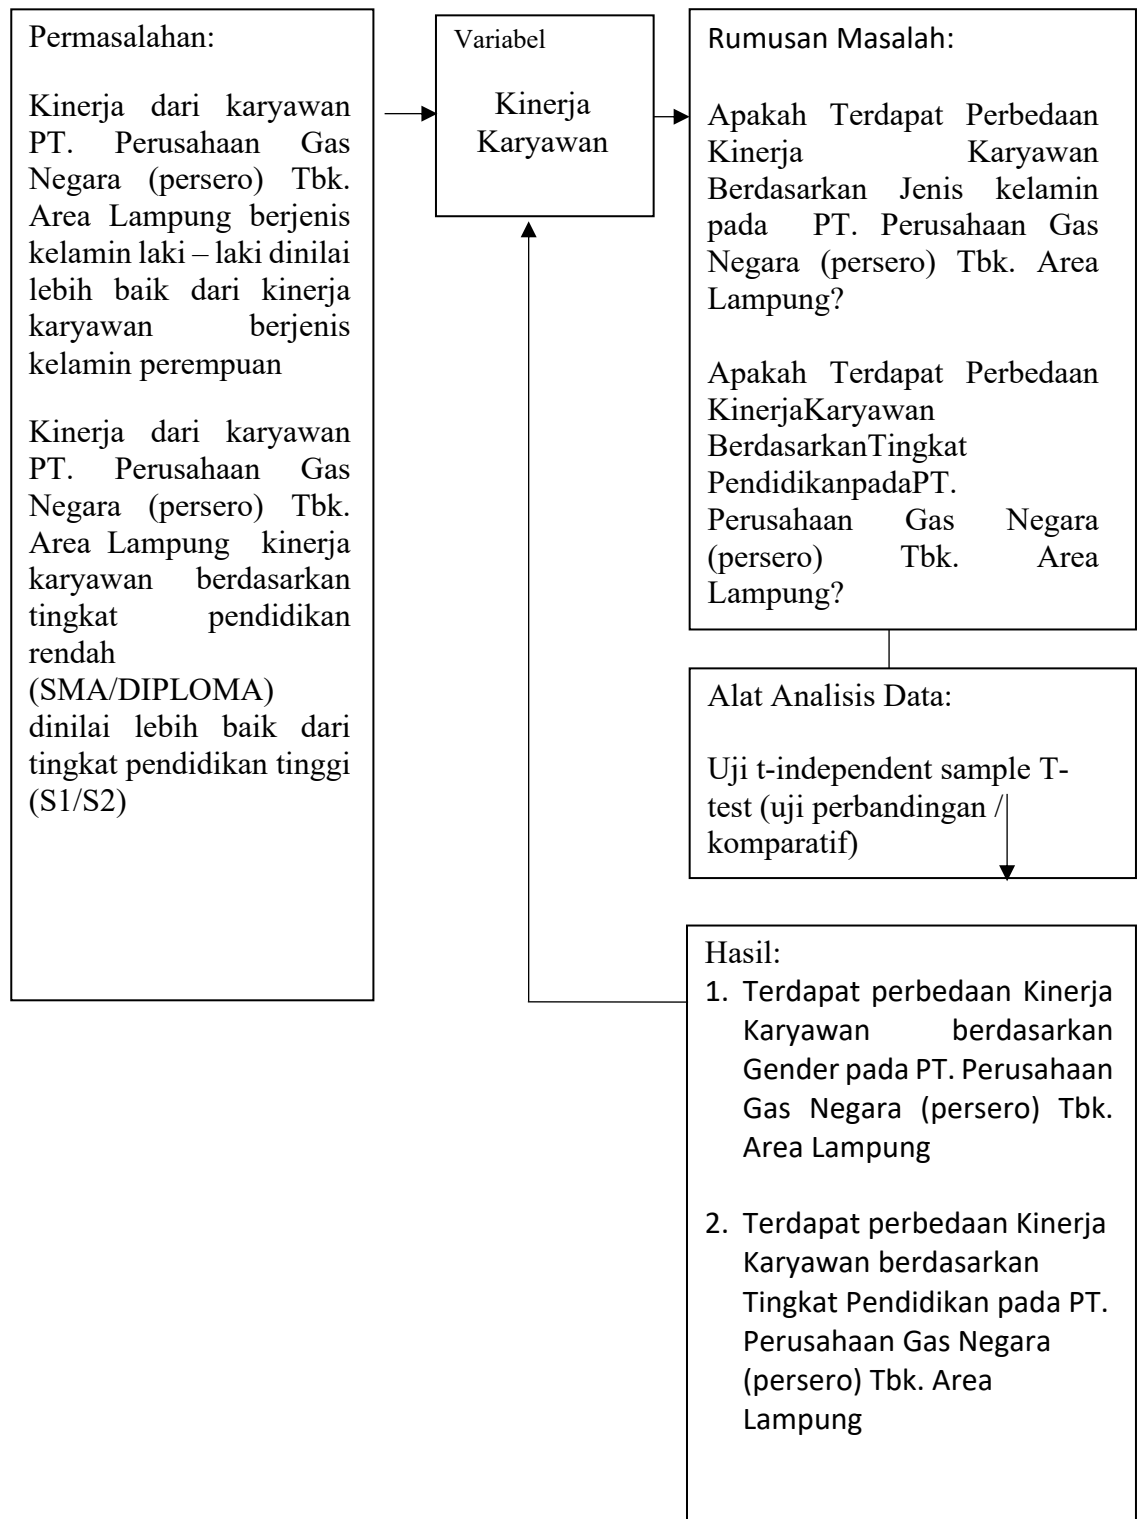 Permasalahan:
Kinerja dari karyawan
PT. Perusahaan Gas
Negara (persero) Tbk.
Area Lampung berjenis
kelamin laki – laki dinilai
lebih baik dari kinerja
karyawan berjenis
kelamin perempuan
Kinerja dari karyawan
PT. Perusahaan Gas
Negara (persero) Tbk.
Area Lampung kinerja
karyawan berdasarkan
tingkat pendidikan
rendah
(SMA/DIPLOMA)
dinilai lebih baik dari
tingkat pendidikan tinggi
(S1/S2)
Variabel
Kinerja
Karyawan
Rumusan Masalah:
Apakah Terdapat Perbedaan
Kinerja Karyawan
Berdasarkan Jenis kelamin
pada PT. Perusahaan Gas
Negara (persero) Tbk. Area
Lampung?
Apakah Terdapat Perbedaan
KinerjaKaryawan
BerdasarkanTingkat
PendidikanpadaPT.
Perusahaan Gas Negara
(persero) Tbk. Area
Lampung?
Alat Analisis Data:
Uji t-independent sample T-
test (uji perbandingan /
komparatif)
Hasil:
1. Terdapat perbedaan Kinerja
Karyawan berdasarkan
Gender pada PT. Perusahaan
Gas Negara (persero) Tbk.
Area Lampung
2. Terdapat perbedaan Kinerja
Karyawan berdasarkan
Tingkat Pendidikan pada PT.
Perusahaan Gas Negara
(persero) Tbk. Area
Lampung